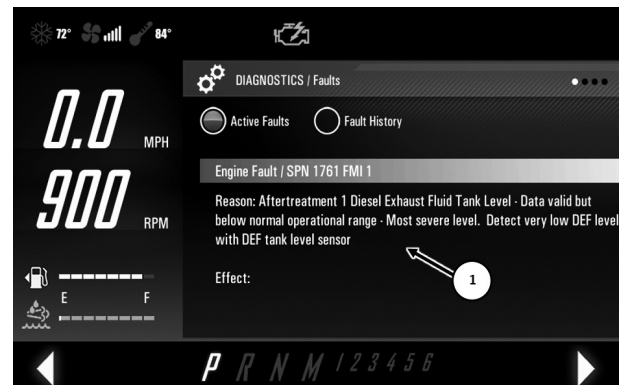 72° 84°
DIAGNOSTICS / Faults
Active Faults Fault History
0.0 MPH
Engine Fault / SPN 1761 FMI 1
Reason: Aftertreatment 1 Diesel Exhaust Fluid Tank Level - Data valid but
below normal operational range - Most severe level. Detect very low DEF level
with DEF tank level sensor
900 RPM
Effect:
1
E F
P R N M 1 2 3 4 5 6